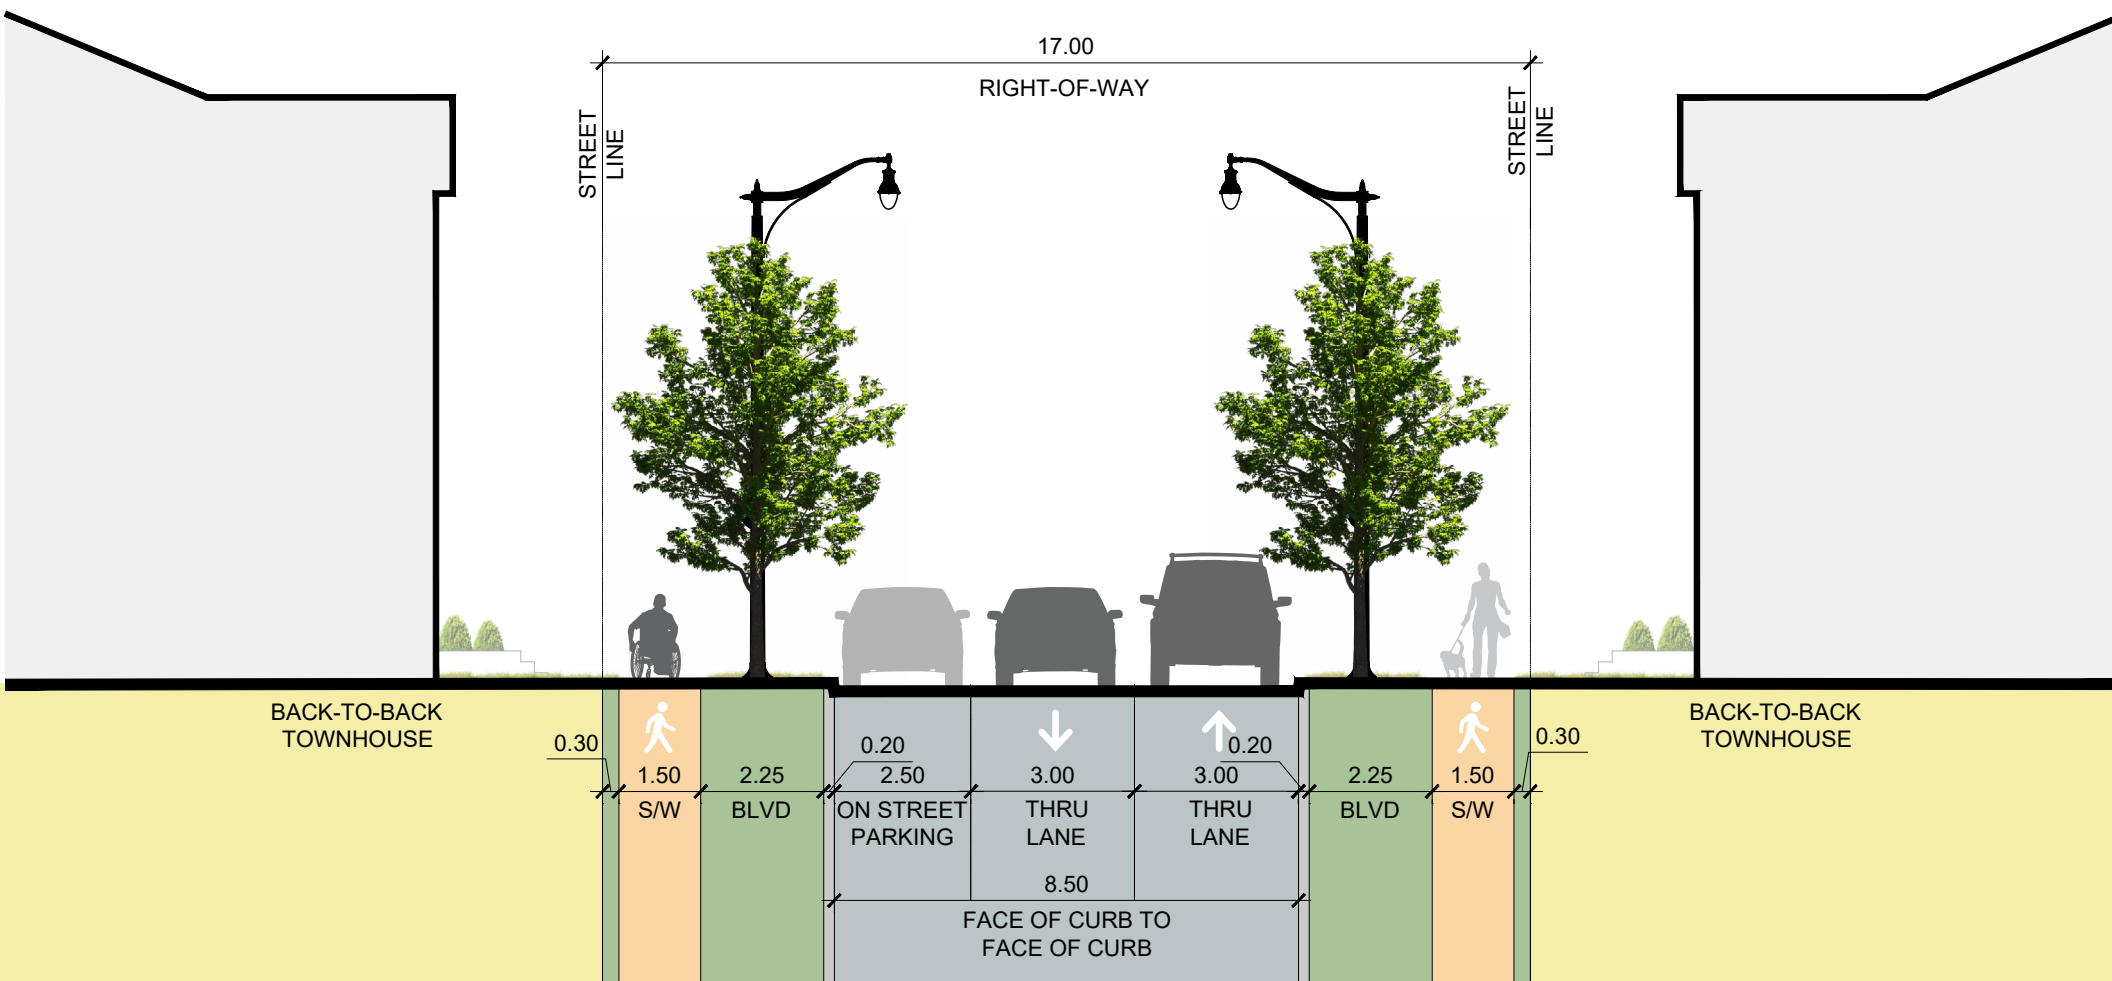 17.00
RIGHT-OF-WAY
STREET
LINE
STREET
LINE
BACK-TO-BACK
TOWNHOUSE
BACK-TO-BACK
TOWNHOUSE
0.30
0.20
0.20
0.30
1.50
2.25
2.50
3.00
3.00
2.25
1.50
S/W
BLVD
ON STREET
PARKING
THRU
LANE
THRU
LANE
BLVD
S/W
8.50
FACE OF CURB TO
FACE OF CURB